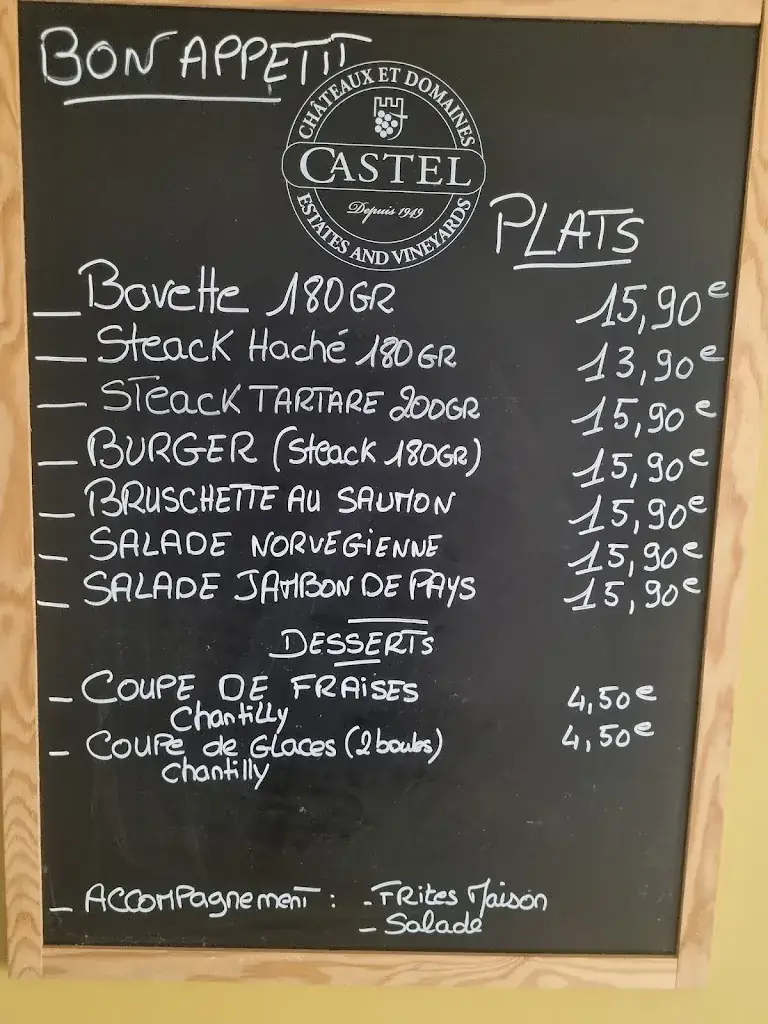 BON APPETIT
CHÂTEAUX ET DOMAINES
CASTEL
Depuis 1949
ESTATES AND VINEYARDS
PLATS
_ Bavette 180GR 15,90€
_ Steack Haché 180GR 13,90€
_ STeack TARTARE 200GR 15,90€
_ BURGER (Steack 180GR) 15,90€
_ BRUSCHETTE AU SAUMON 15,90€
_ SALADE NORVEGIENNE 15,90€
_ SALADE JAMBON DE PAYS 15,90€
DESSERTS
_ COUPE DE FRAISES 4,50€
Chantilly
_ COUPe de GLACES (2 bouls) 4,50€
Chantilly
_ ACCOMPagnement : - FRites Maison
- Salade